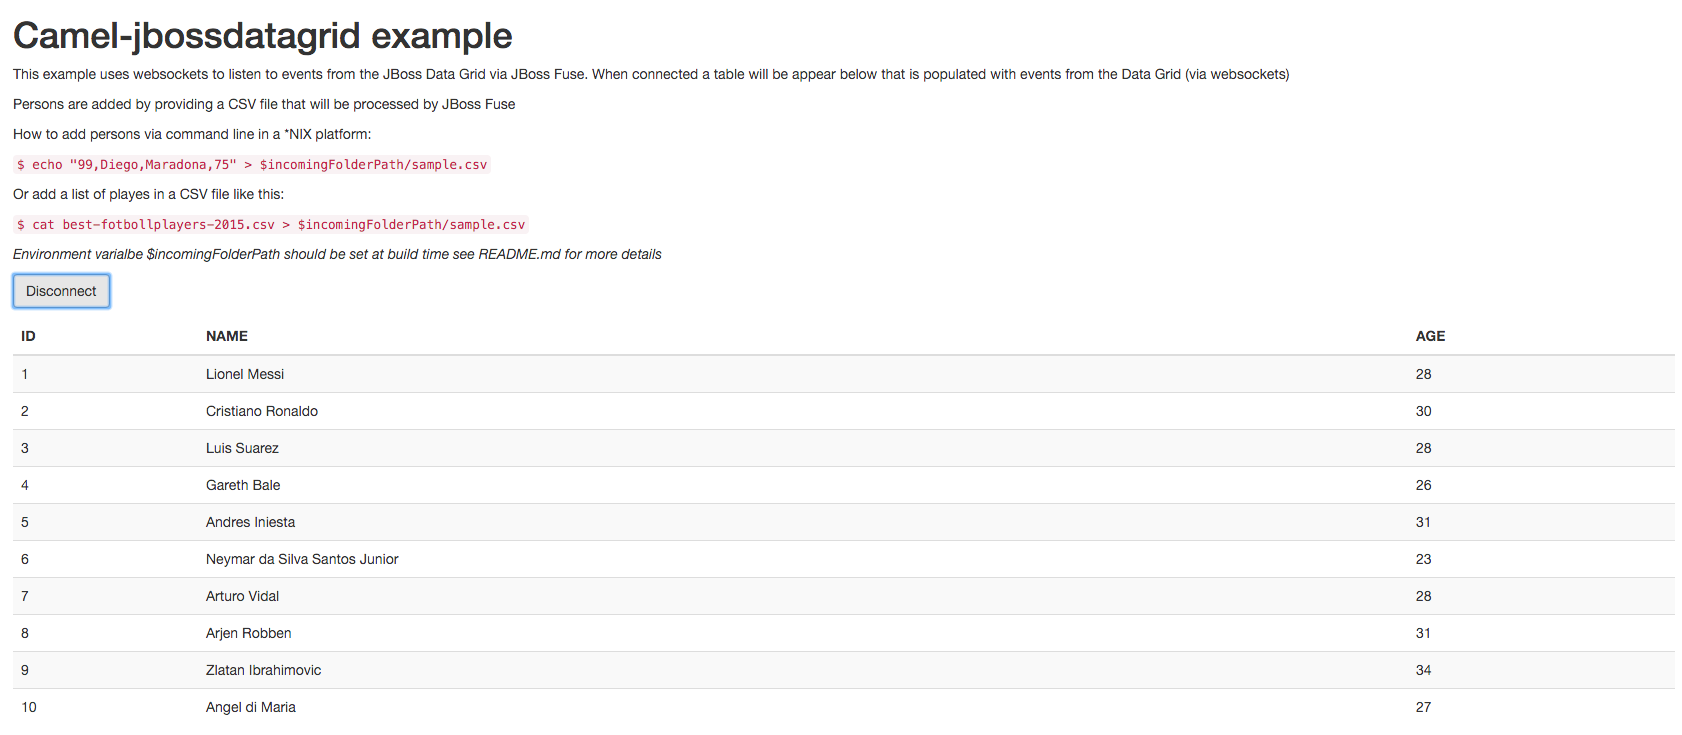 Camel-jbossdatagrid example
This example uses websockets to listen to events from the JBoss Data Grid via JBoss Fuse. When connected a table will be appear below that is populated with events from the Data Grid (via websockets)
Persons are added by providing a CSV file that will be processed by JBoss Fuse
How to add persons via command line in a *NIX platform:
$ echo "99,Diego,Maradona,75" > $incomingFolderPath/sample.csv
Or add a list of playes in a CSV file like this:
$ cat best-fotbollplayers-2015.csv > $incomingFolderPath/sample.csv
Environment varialbe $incomingFolderPath should be set at build time see README.md for more details
Disconnect
ID NAME AGE
1 Lionel Messi 28
2 Cristiano Ronaldo 30
3 Luis Suarez 28
4 Gareth Bale 26
5 Andres Iniesta 31
6 Neymar da Silva Santos Junior 23
7 Arturo Vidal 28
8 Arjen Robben 31
9 Zlatan Ibrahimovic 34
10 Angel di Maria 27